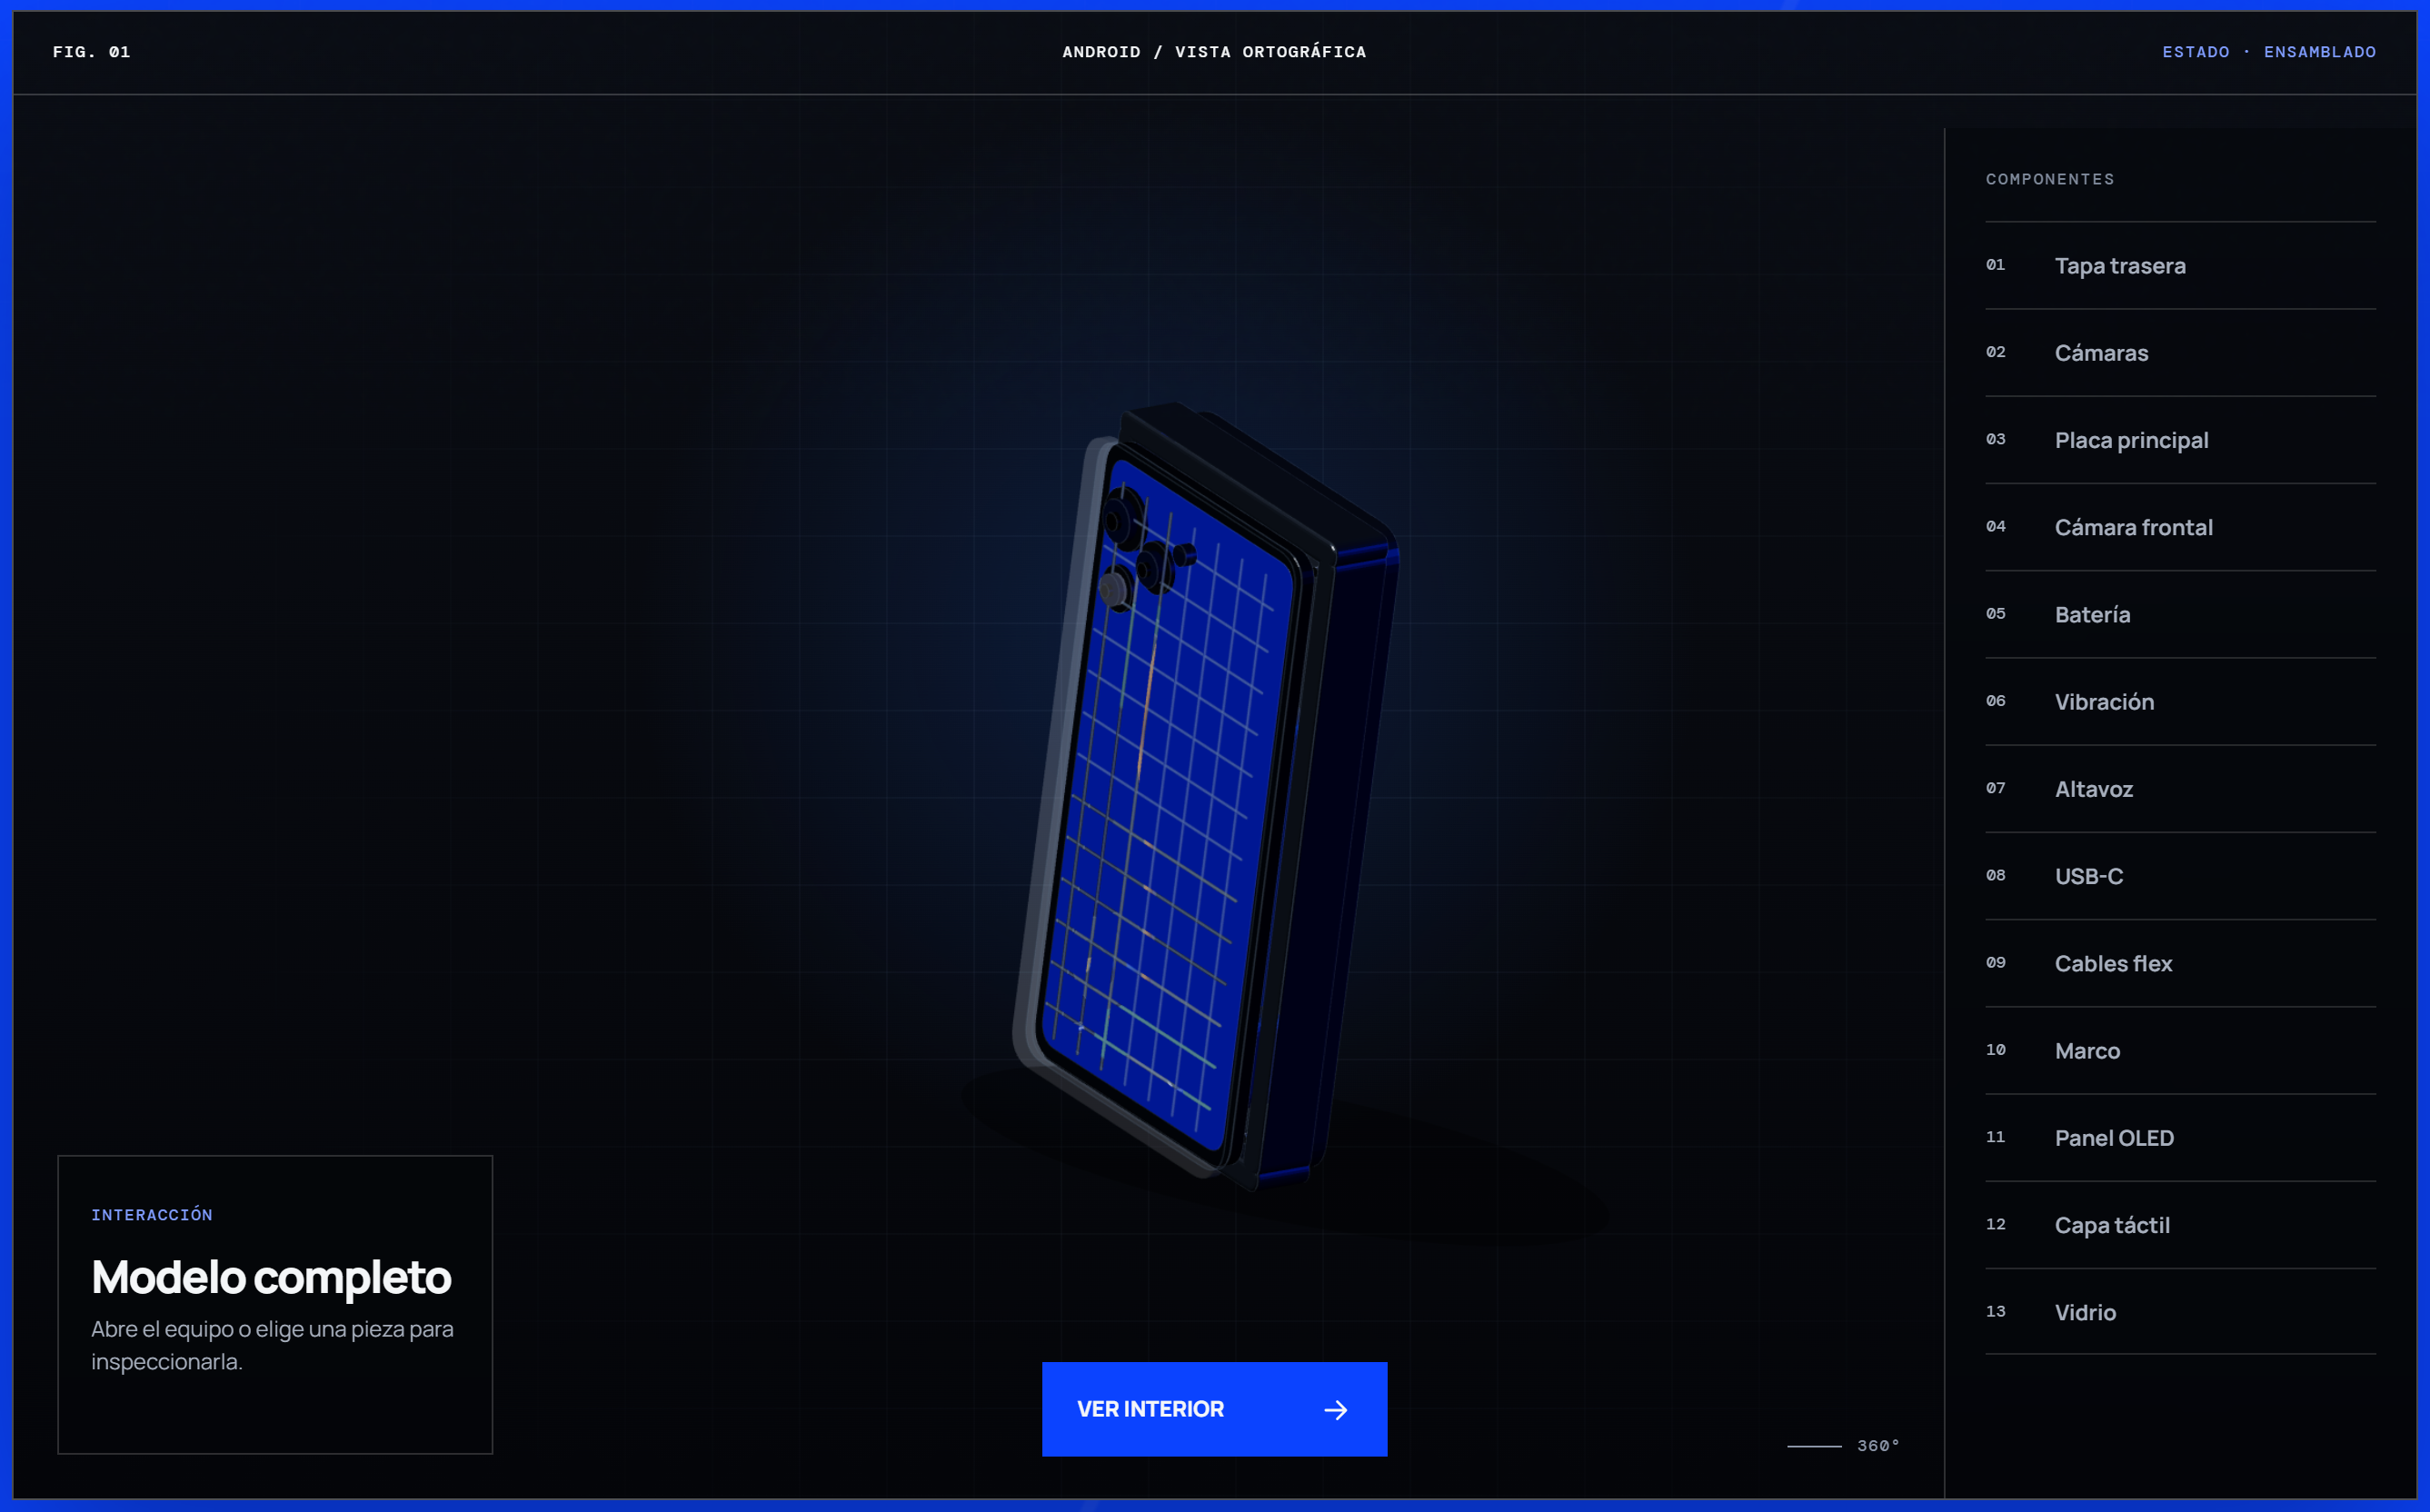 FIG. 01
ANDROID / VISTA ORTOGRÁFICA
ESTADO · ENSAMBLADO
COMPONENTES
01 Tapa trasera
02 Cámaras
03 Placa principal
04 Cámara frontal
05 Batería
06 Vibración
07 Altavoz
08 USB-C
09 Cables flex
10 Marco
11 Panel OLED
12 Capa táctil
13 Vidrio
INTERACCIÓN
Modelo completo
Abre el equipo o elige una pieza para
inspeccionarla.
VER INTERIOR →
360°